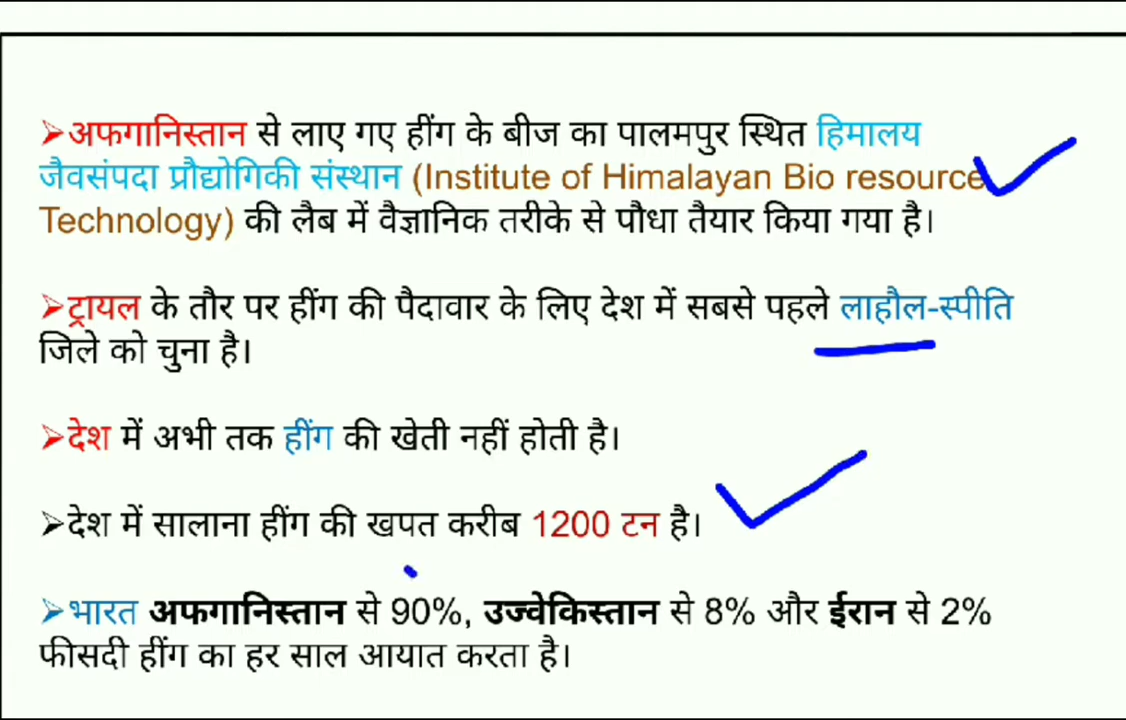 ➢अफगानिस्तान से लाए गए हींग के बीज का पालमपुर स्थित हिमालय
जैवसंपदा प्रौद्योगिकी संस्थान (Institute of Himalayan Bio resource
Technology) की लैब में वैज्ञानिक तरीके से पौधा तैयार किया गया है।
➢ट्रायल के तौर पर हींग की पैदावार के लिए देश में सबसे पहले लाहौल-स्पीति
जिले को चुना है।
➢देश में अभी तक हींग की खेती नहीं होती है।
➢देश में सालाना हींग की खपत करीब 1200 टन है।
➢भारत अफगानिस्तान से 90%, उज्वेकिस्तान से 8% और ईरान से 2%
फीसदी हींग का हर साल आयात करता है।